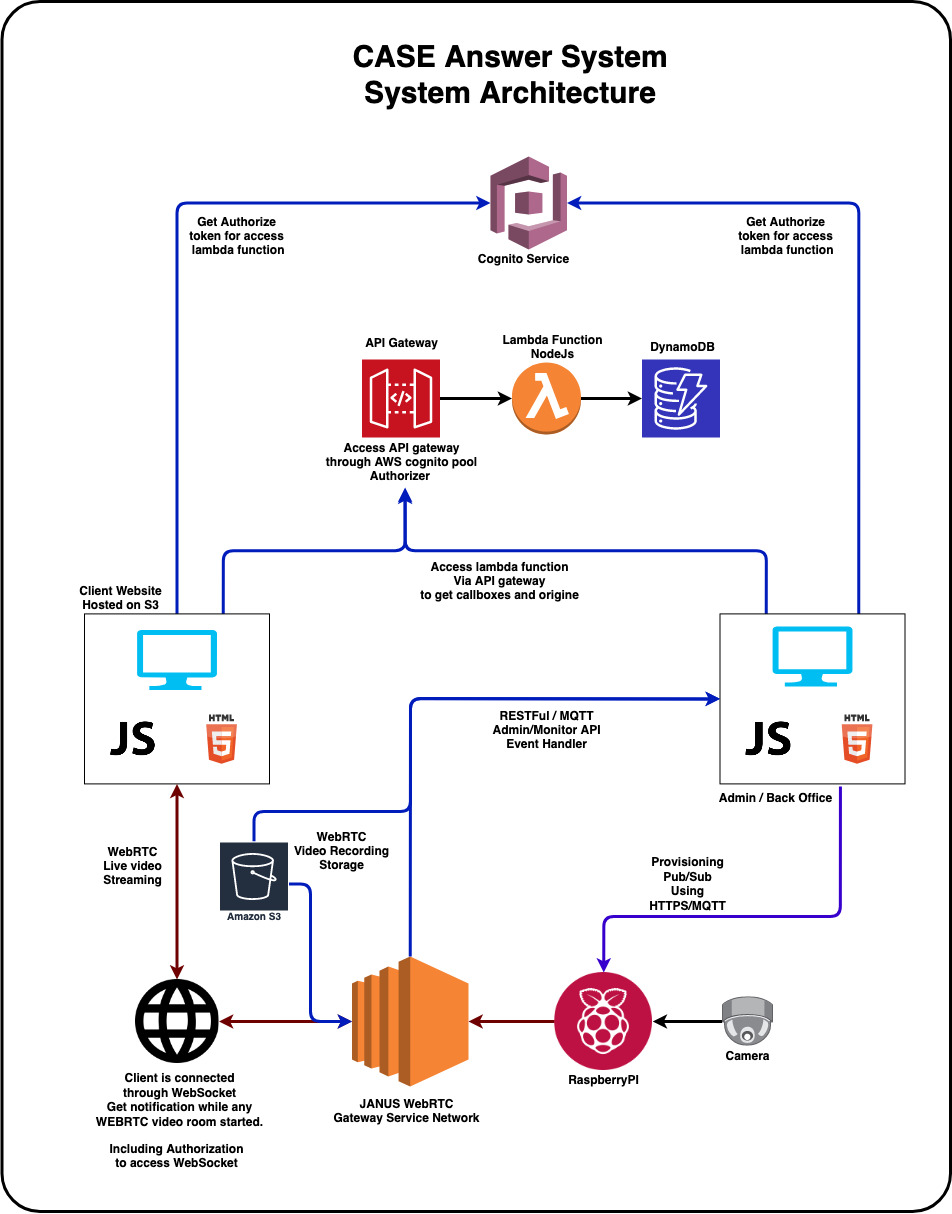 CASE Answer System
System Architecture
Get Authorize
token for access
lambda function
Get Authorize
token for access
lambda function
Cognito Service
API Gateway
Lambda Function
NodeJs
DynamoDB
</>
Access API gateway
through AWS cognito pool
Authorizer
Access lambda function
Via API gateway
to get callboxes and origine
Client Website
Hosted on S3
JS
HTML
5
RESTFul / MQTT
Admin/Monitor API
Event Handler
JS
HTML
5
Admin / Back Office
WebRTC
Live video
Streaming
WebRTC
Video Recording
Storage
Amazon S3
Provisioning
Pub/Sub
Using
HTTPS/MQTT
Client is connected
through WebSocket
Get notification while any
WEBRTC video room started.
Including Authorization
to access WebSocket
JANUS WebRTC
Gateway Service Network
RaspberryPI
Camera